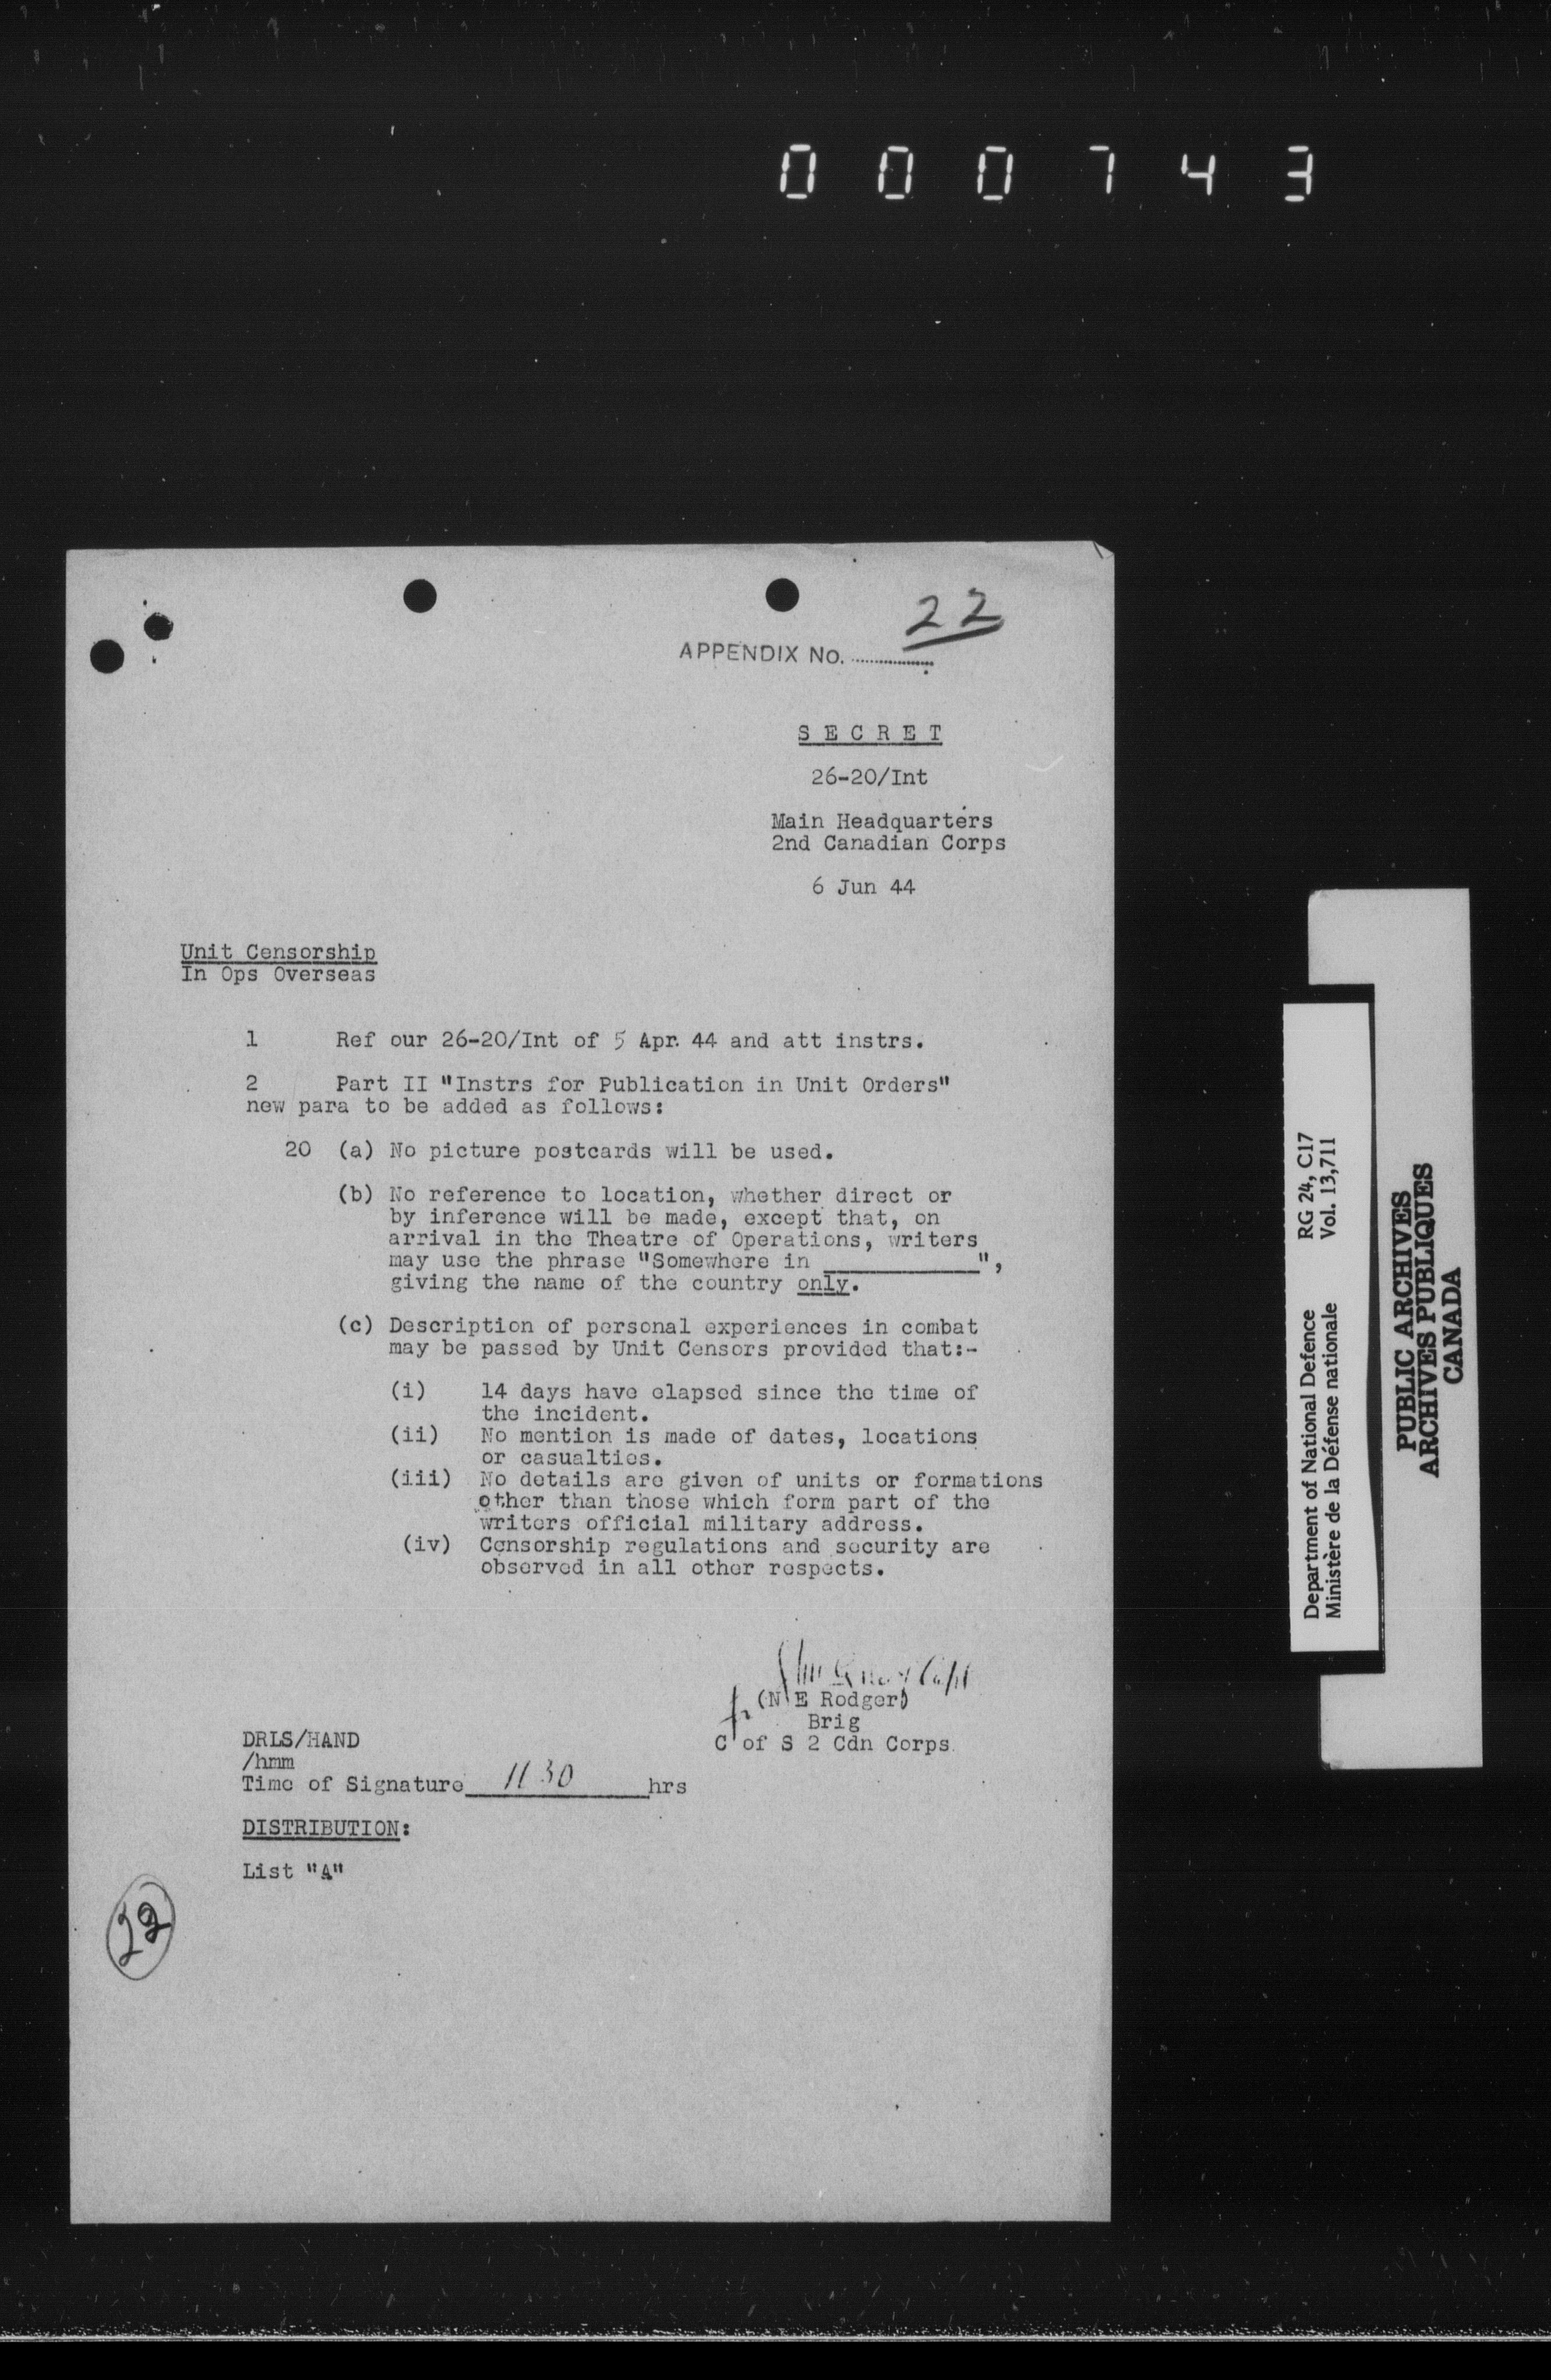 000743
22
APPENDIX No. ...............
SECRET
26-20/Int
Main Headquarters
2nd Canadian Corps
6 Jun 44
Unit Censorship
In Ops Overseas
1 Ref our 26-20/Int of 5 Apr. 44 and att instrs.
2 Part II "Instrs for Publication in Unit Orders"
new para to be added as follows:
20 (a) No picture postcards will be used.
(b) No reference to location, whether direct or
by inference will be made, except that, on
arrival in the Theatre of Operations, writers
may use the phrase "Somewhere in ____________",
giving the name of the country only.
(c) Description of personal experiences in combat
may be passed by Unit Censors provided that:-
(i) 14 days have elapsed since the time of
the incident.
(ii) No mention is made of dates, locations
or casualties.
(iii) No details are given of units or formations
other than those which form part of the
writers official military address.
(iv) Censorship regulations and security are
observed in all other respects.
Capt
for (N E Rodger)
Brig
C of S 2 Cdn Corps
DRLS/HAND
/hmm
Time of Signature 1130 hrs
DISTRIBUTION:
List "A"
22
Department of National Defence RG 24, C17
Ministère de la Défense nationale Vol. 13,711
PUBLIC ARCHIVES
ARCHIVES PUBLIQUES
CANADA